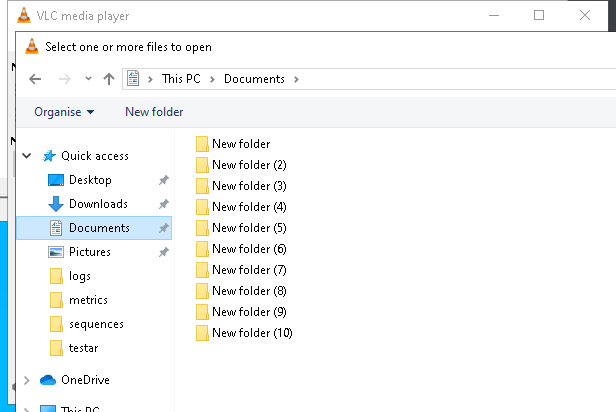 VLC media player
Select one or more files to open
This PC > Documents >
Organise New folder
Quick access
Desktop
Downloads
Documents
Pictures
logs
metrics
sequences
testar
OneDrive
This PC
New folder
New folder (2)
New folder (3)
New folder (4)
New folder (5)
New folder (6)
New folder (7)
New folder (8)
New folder (9)
New folder (10)